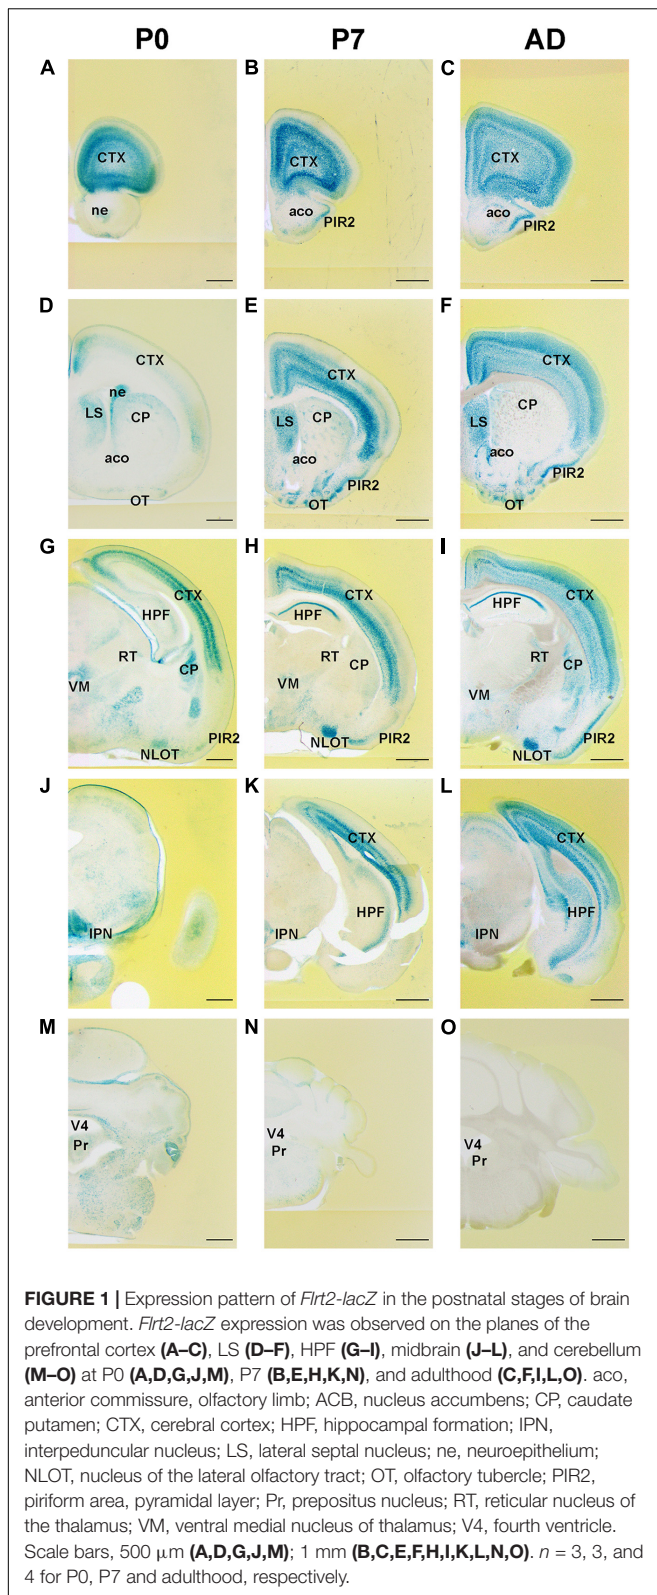 P0 P7 AD
A B C
CTX CTX CTX
ne aco PIR2 aco PIR2
D E F
CTX CTX CTX
ne LS CP LS CP LS CP
aco aco aco
OT PIR2 OT PIR2 OT
G H I
CTX CTX CTX
HPF HPF HPF
RT CP RT CP RT CP
VM VM VM
NLOT PIR2 NLOT PIR2 NLOT PIR2
J K L
CTX CTX
IPN IPN HPF IPN HPF
M N O
V4 V4 V4
Pr Pr Pr
FIGURE 1 | Expression pattern of Flrt2-lacZ in the postnatal stages of brain
development. Flrt2-lacZ expression was observed on the planes of the
prefrontal cortex (A–C), LS (D–F), HPF (G–I), midbrain (J–L), and cerebellum
(M–O) at P0 (A,D,G,J,M), P7 (B,E,H,K,N), and adulthood (C,F,I,L,O). aco,
anterior commissure, olfactory limb; ACB, nucleus accumbens; CP, caudate
putamen; CTX, cerebral cortex; HPF, hippocampal formation; IPN,
interpeduncular nucleus; LS, lateral septal nucleus; ne, neuroepithelium;
NLOT, nucleus of the lateral olfactory tract; OT, olfactory tubercle; PIR2,
piriform area, pyramidal layer; Pr, prepositus nucleus; RT, reticular nucleus of
the thalamus; VM, ventral medial nucleus of thalamus; V4, fourth ventricle.
Scale bars, 500 μm (A,D,G,J,M); 1 mm (B,C,E,F,H,I,K,L,N,O). n = 3, 3, and
4 for P0, P7 and adulthood, respectively.